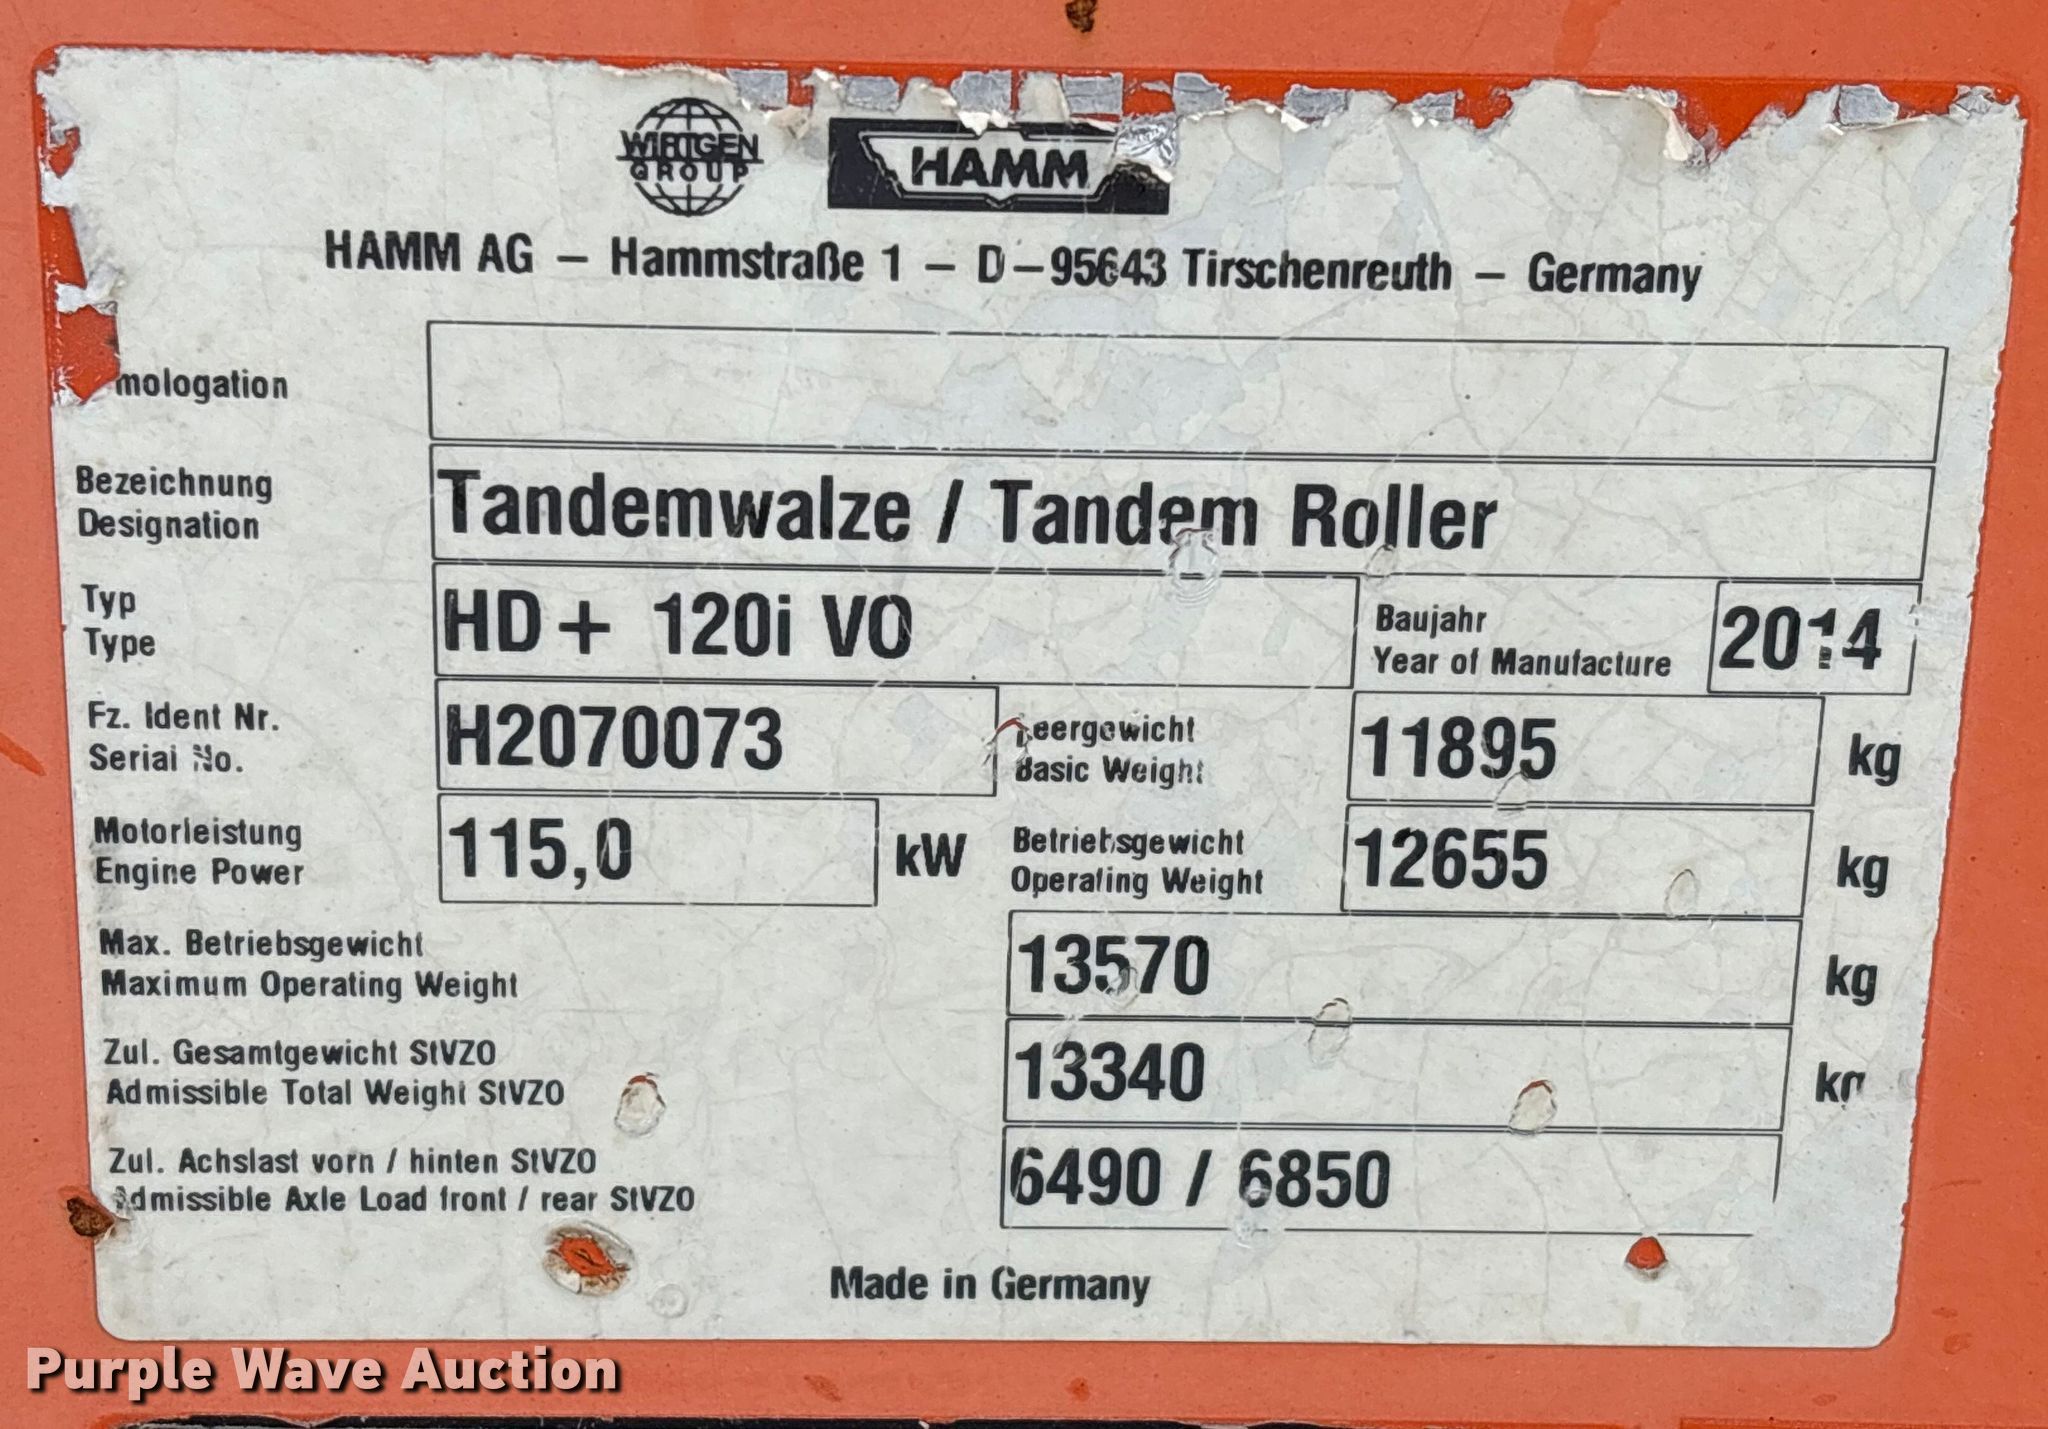 WIRTGEN
GROUP
HAMM
HAMM AG – Hammstraße 1 – D–95643 Tirschenreuth – Germany
mologation
Bezeichnung
Designation
Tandemwalze / Tandem Roller
Typ
Type
HD+ 120i VO
Baujahr
Year of Manufacture
2014
Fz. Ident Nr.
Serial No.
H2070073
Leergewicht
Basic Weight
11895 kg
Motorleistung
Engine Power
115,0 kW
Betriebsgewicht
Operating Weight
12655 kg
Max. Betriebsgewicht
Maximum Operating Weight
13570 kg
Zul. Gesamtgewicht StVZO
Admissible Total Weight StVZO
13340 kg
Zul. Achslast vorn / hinten StVZO
Admissible Axle Load front / rear StVZO
6490 / 6850
Made in Germany
Purple Wave Auction